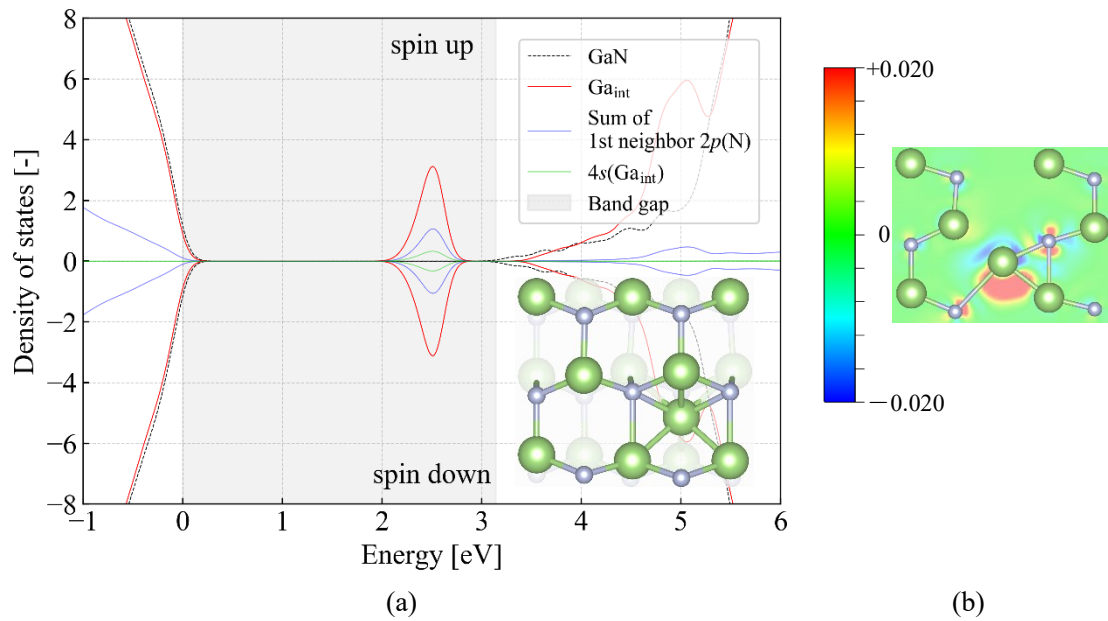 8
6
4
2
0
−2
−4
−6
−8
Density of states [-]
−1
0
1
2
3
4
5
6
Energy [eV]
spin up
spin down
GaN
Ga_int
Sum of
1st neighbor 2p(N)
4s(Ga_int)
Band gap
(a)
+0.020
0
−0.020
(b)